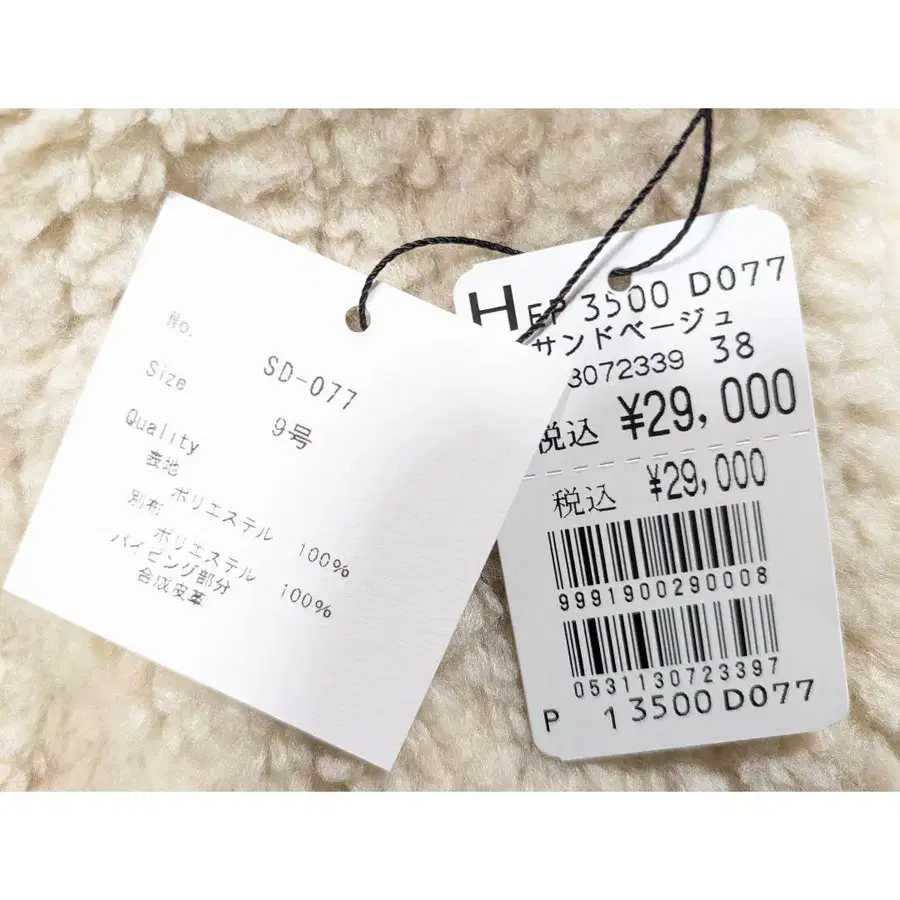 No. SD-077
Size 9号
Quality
表地
ポリエステル 100%
別布
ポリエステル 100%
パイピング部分
合成皮革
HEP 3500 D077
サンドベージュ
3072339 38
税込 ¥29,000
税込 ¥29,000
9991900290008
0531130723397
P 1 3500 D077